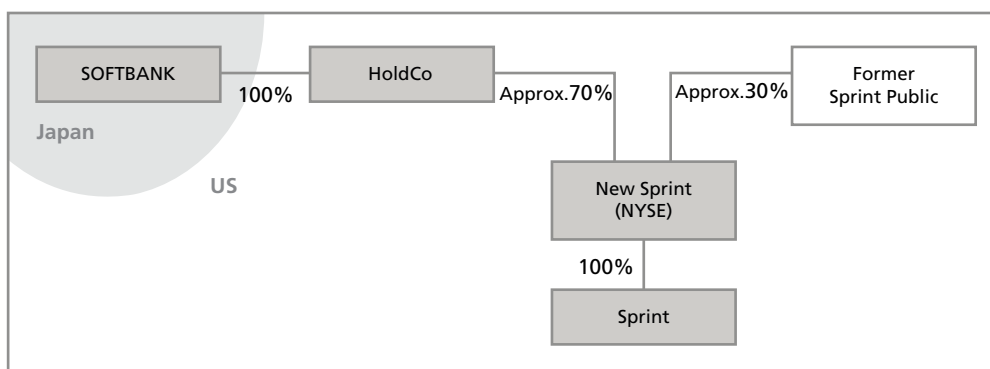 SOFTBANK
100%
HoldCo
Approx.70%
Approx.30%
Former
Sprint Public
Japan
US
New Sprint
(NYSE)
100%
Sprint